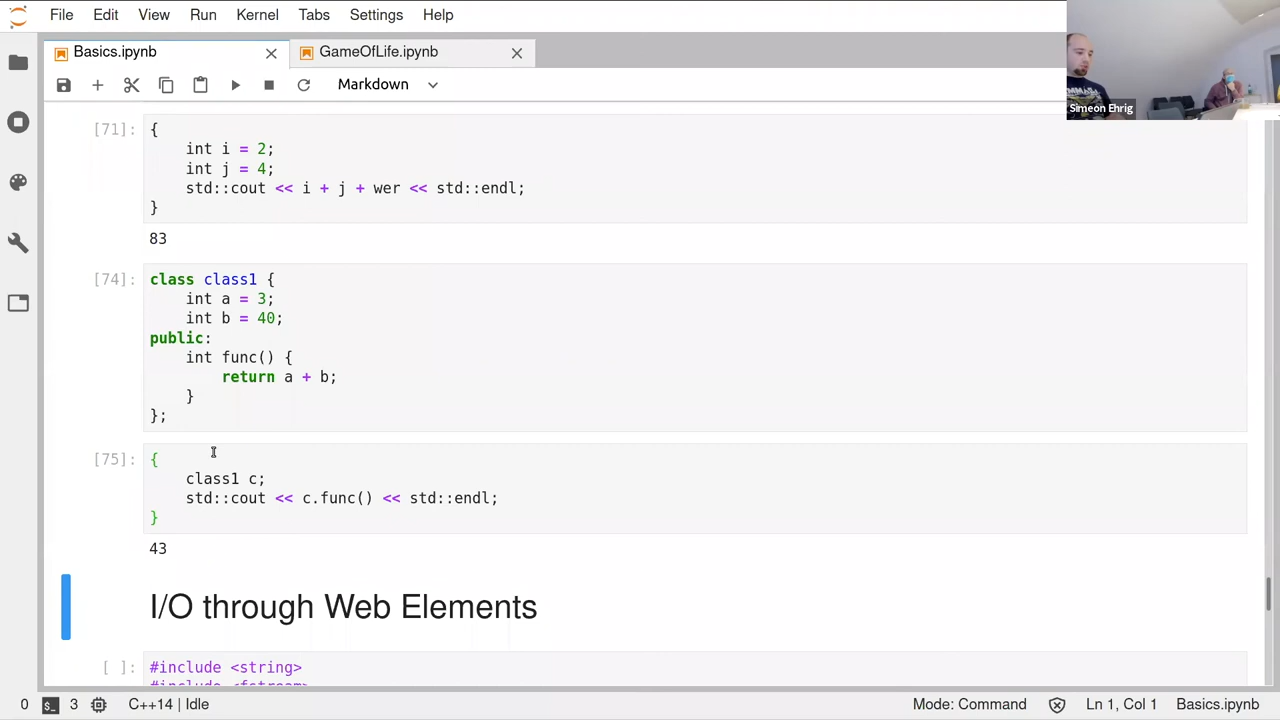 File Edit View Run Kernel Tabs Settings Help
Basics.ipynb GameOfLife.ipynb
Markdown
Simeon Ehrig
[71]: {
int i = 2;
int j = 4;
std::cout << i + j + wer << std::endl;
}
83
[74]: class class1 {
int a = 3;
int b = 40;
public:
int func() {
return a + b;
}
};
[75]: {
class1 c;
std::cout << c.func() << std::endl;
}
43
I/O through Web Elements
[ ]: #include <string>
#include <fstream>
0 $_ 3 C++14 | Idle Mode: Command Ln 1, Col 1 Basics.ipynb